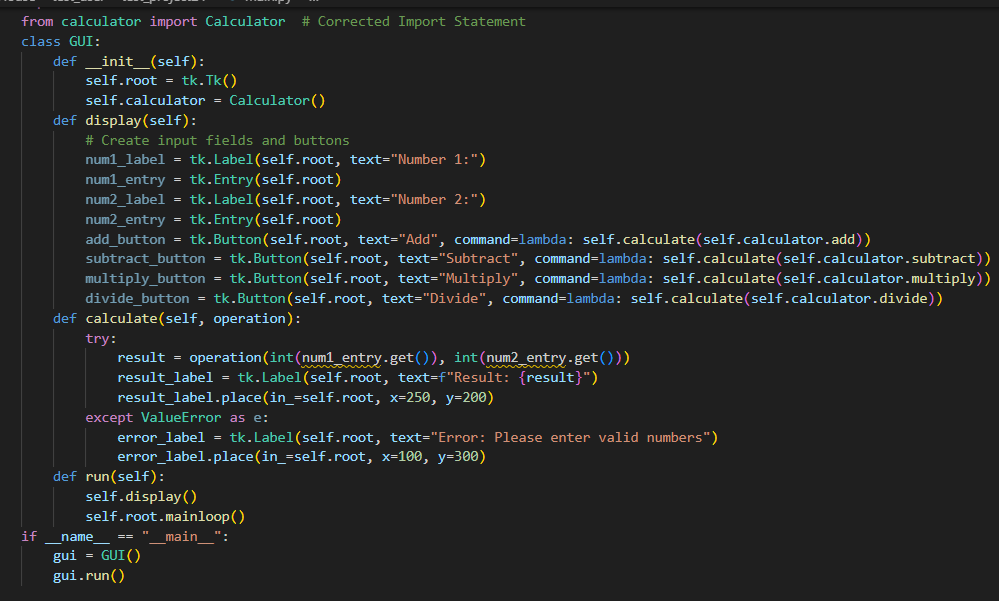 from calculator import Calculator  # Corrected Import Statement
class GUI:
    def __init__(self):
        self.root = tk.Tk()
        self.calculator = Calculator()
    def display(self):
        # Create input fields and buttons
        num1_label = tk.Label(self.root, text="Number 1:")
        num1_entry = tk.Entry(self.root)
        num2_label = tk.Label(self.root, text="Number 2:")
        num2_entry = tk.Entry(self.root)
        add_button = tk.Button(self.root, text="Add", command=lambda: self.calculate(self.calculator.add))
        subtract_button = tk.Button(self.root, text="Subtract", command=lambda: self.calculate(self.calculator.subtract))
        multiply_button = tk.Button(self.root, text="Multiply", command=lambda: self.calculate(self.calculator.multiply))
        divide_button = tk.Button(self.root, text="Divide", command=lambda: self.calculate(self.calculator.divide))
    def calculate(self, operation):
        try:
            result = operation(int(num1_entry.get()), int(num2_entry.get()))
            result_label = tk.Label(self.root, text=f"Result: {result}")
            result_label.place(in_=self.root, x=250, y=200)
        except ValueError as e:
            error_label = tk.Label(self.root, text="Error: Please enter valid numbers")
            error_label.place(in_=self.root, x=100, y=300)
    def run(self):
        self.display()
        self.root.mainloop()
if __name__ == "__main__":
    gui = GUI()
    gui.run()